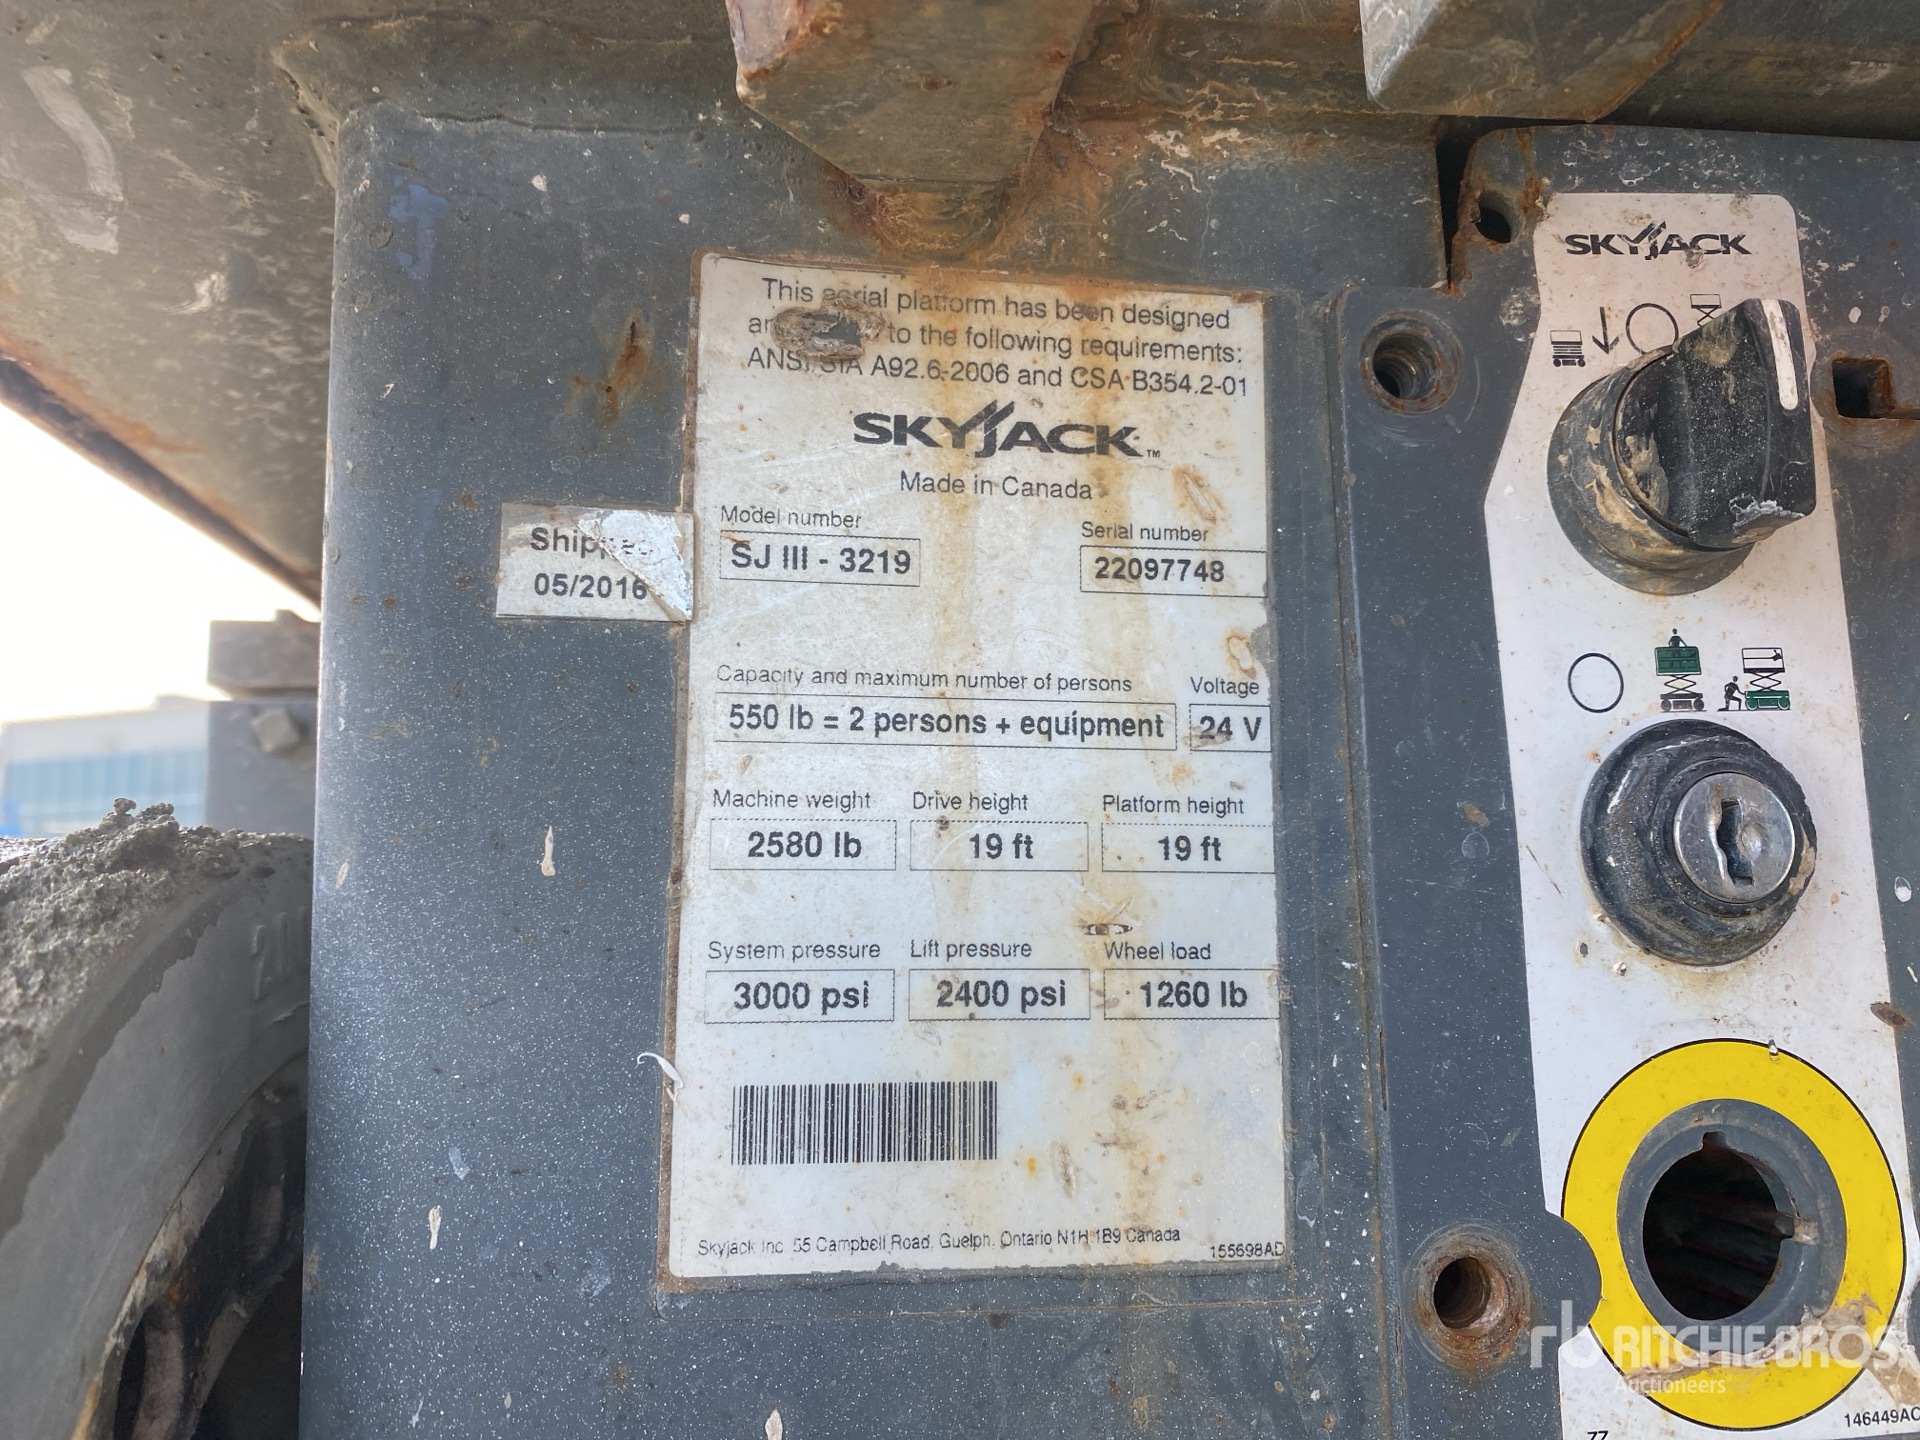 This aerial platform has been designed
to the following requirements:
A92.6-2006 and CSA B354.2-01
SKYJACK™
Made in Canada
Model number
SJ III - 3219
Serial number
22097748
Shipped
05/2016
Capacity and maximum number of persons
550 lb = 2 persons + equipment
Voltage
24 V
Machine weight
2580 lb
Drive height
19 ft
Platform height
19 ft
System pressure
3000 psi
Lift pressure
2400 psi
Wheel load
1260 lb
Skyjack Inc. 55 Campbell Road, Guelph, Ontario N1H 1B9 Canada
155698AD
SKYJACK
146449AC
77
rb RITCHIE BROS
Auctioneers